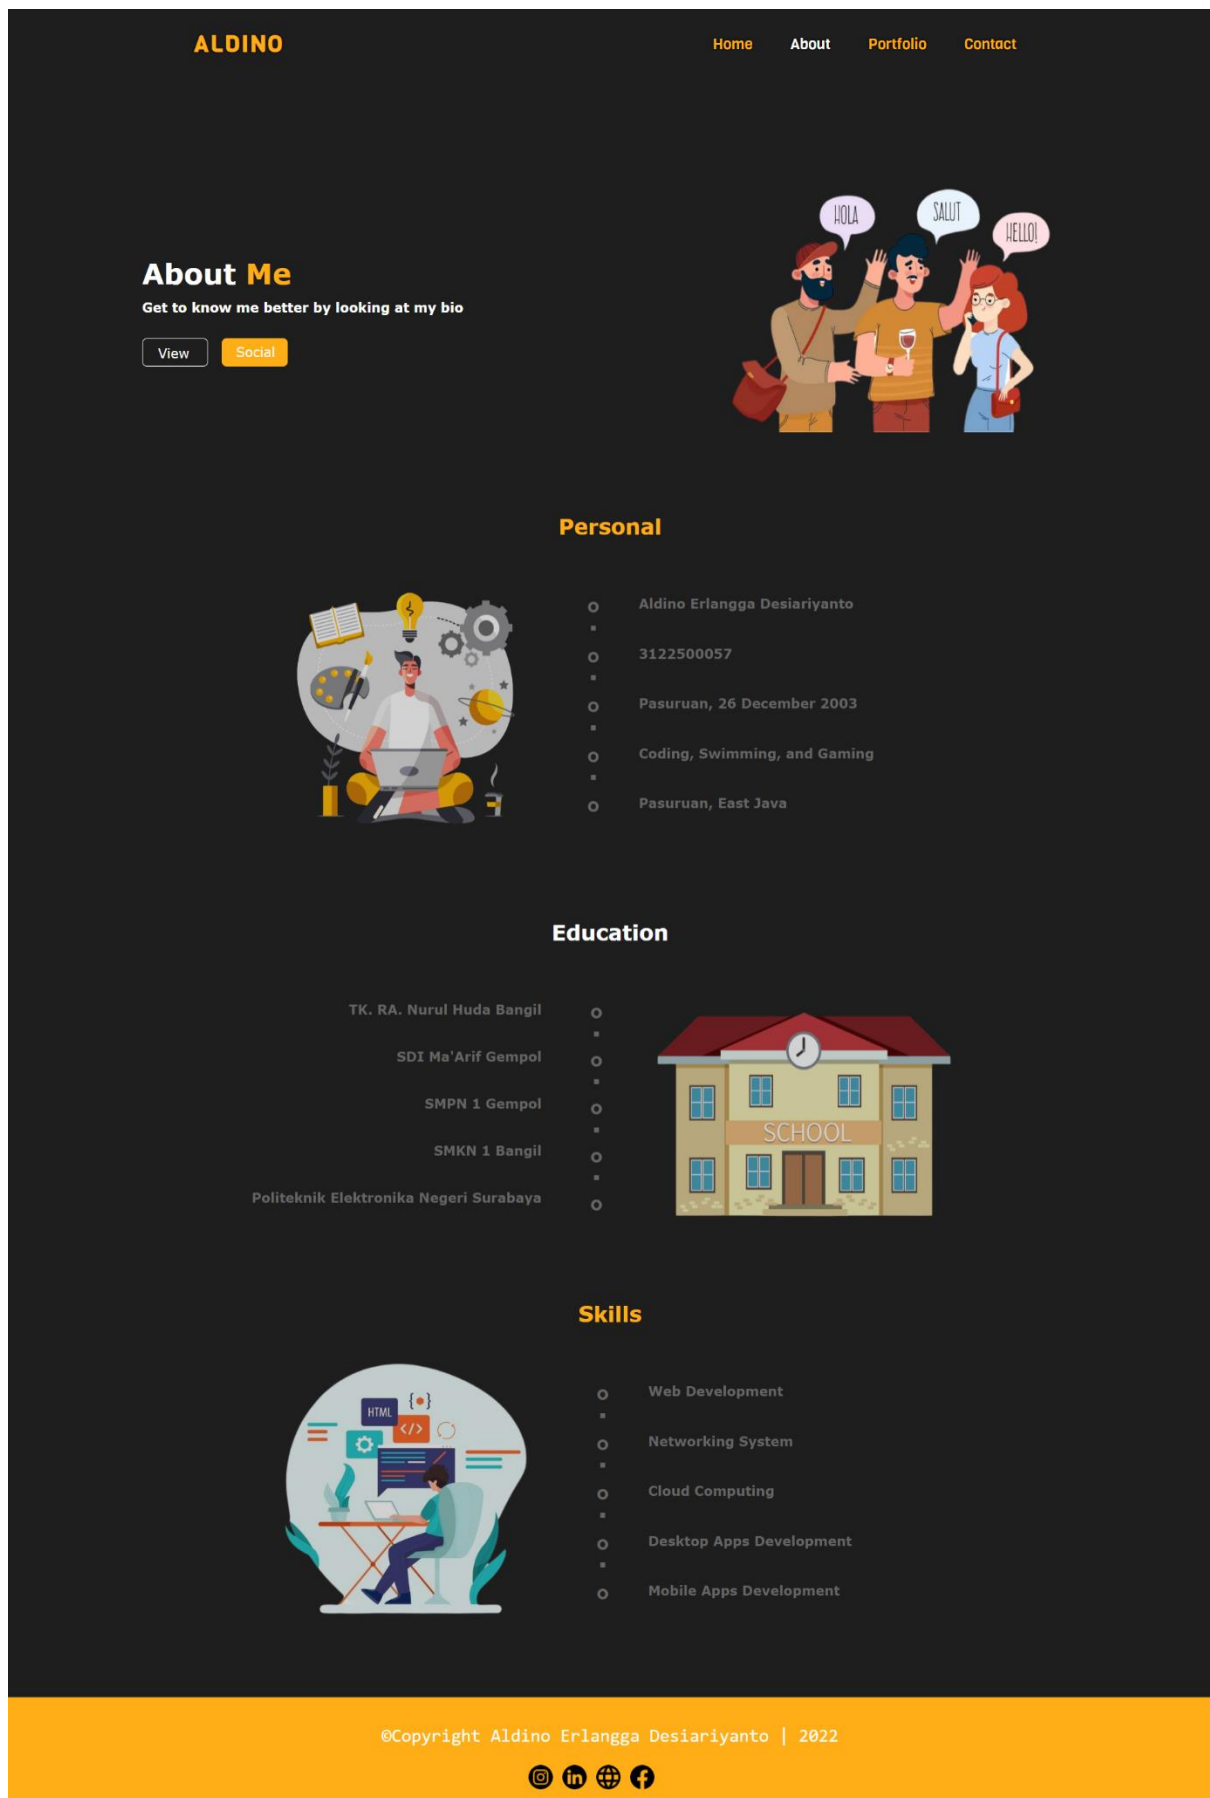 ALDINO
Home About Portfolio Contact
HOLA
SALUT
HELLO!
About Me
Get to know me better by looking at my bio
View Social
Personal
Aldino Erlangga Desiariyanto
3122500057
Pasuruan, 26 December 2003
Coding, Swimming, and Gaming
Pasuruan, East Java
Education
TK. RA. Nurul Huda Bangil
SDI Ma'Arif Gempol
SMPN 1 Gempol
SMKN 1 Bangil
Politeknik Elektronika Negeri Surabaya
SCHOOL
Skills
HTML
{•}
</>
Web Development
Networking System
Cloud Computing
Desktop Apps Development
Mobile Apps Development
©Copyright Aldino Erlangga Desiariyanto | 2022
in
f